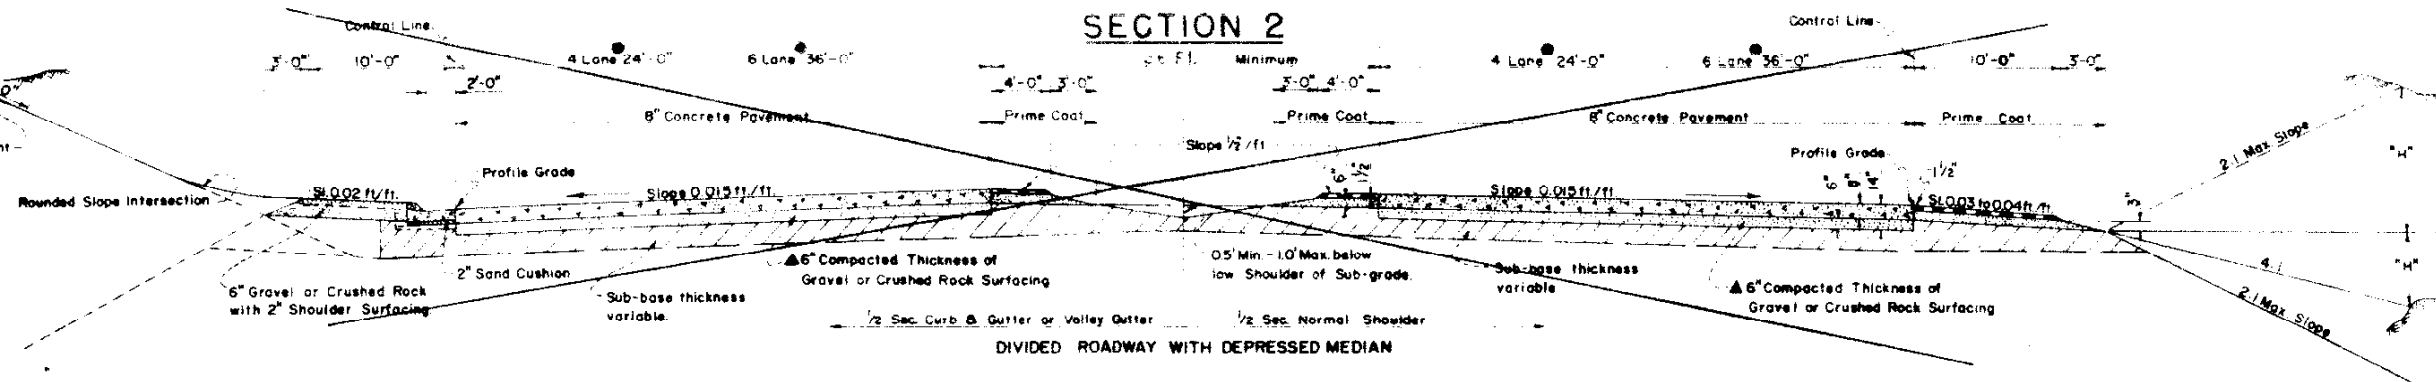 SECTION 2
Control Line
Control Line
3'-0" 10'-0" 4 Lane 24'-0" 6 Lane 36'-0" Minimum 4 Lane 24'-0" 6 Lane 36'-0" 10'-0" 3'-0"
2'-0" 4'-0" 3'-0" 3'-0" 4'-0"
8" Concrete Pavement Prime Coat Prime Coat 8" Concrete Pavement Prime Coat
Slope 1/2"/ft
2:1 Max Slope
"H"
Profile Grade
Profile Grade
6" 1 1/2"
6" 8"
1 1/2"
Rounded Slope Intersection
Sl. 0.02 ft/ft.
Slope 0.015 ft/ft.
Slope 0.015 ft/ft.
Sl. 0.03 to 0.04 ft/ft
2" Sand Cushion
▲6" Compacted Thickness of
Gravel or Crushed Rock Surfacing
0.5' Min. - 1.0' Max. below
low Shoulder of Sub-grade.
Sub-base thickness
variable
"H"
4:1
6" Gravel or Crushed Rock
with 2" Shoulder Surfacing
Sub-base thickness
variable.
▲6" Compacted Thickness of
Gravel or Crushed Rock Surfacing
2:1 Max Slope
1/2 Sec. Curb & Gutter or Valley Gutter 1/2 Sec. Normal Shoulder
DIVIDED ROADWAY WITH DEPRESSED MEDIAN